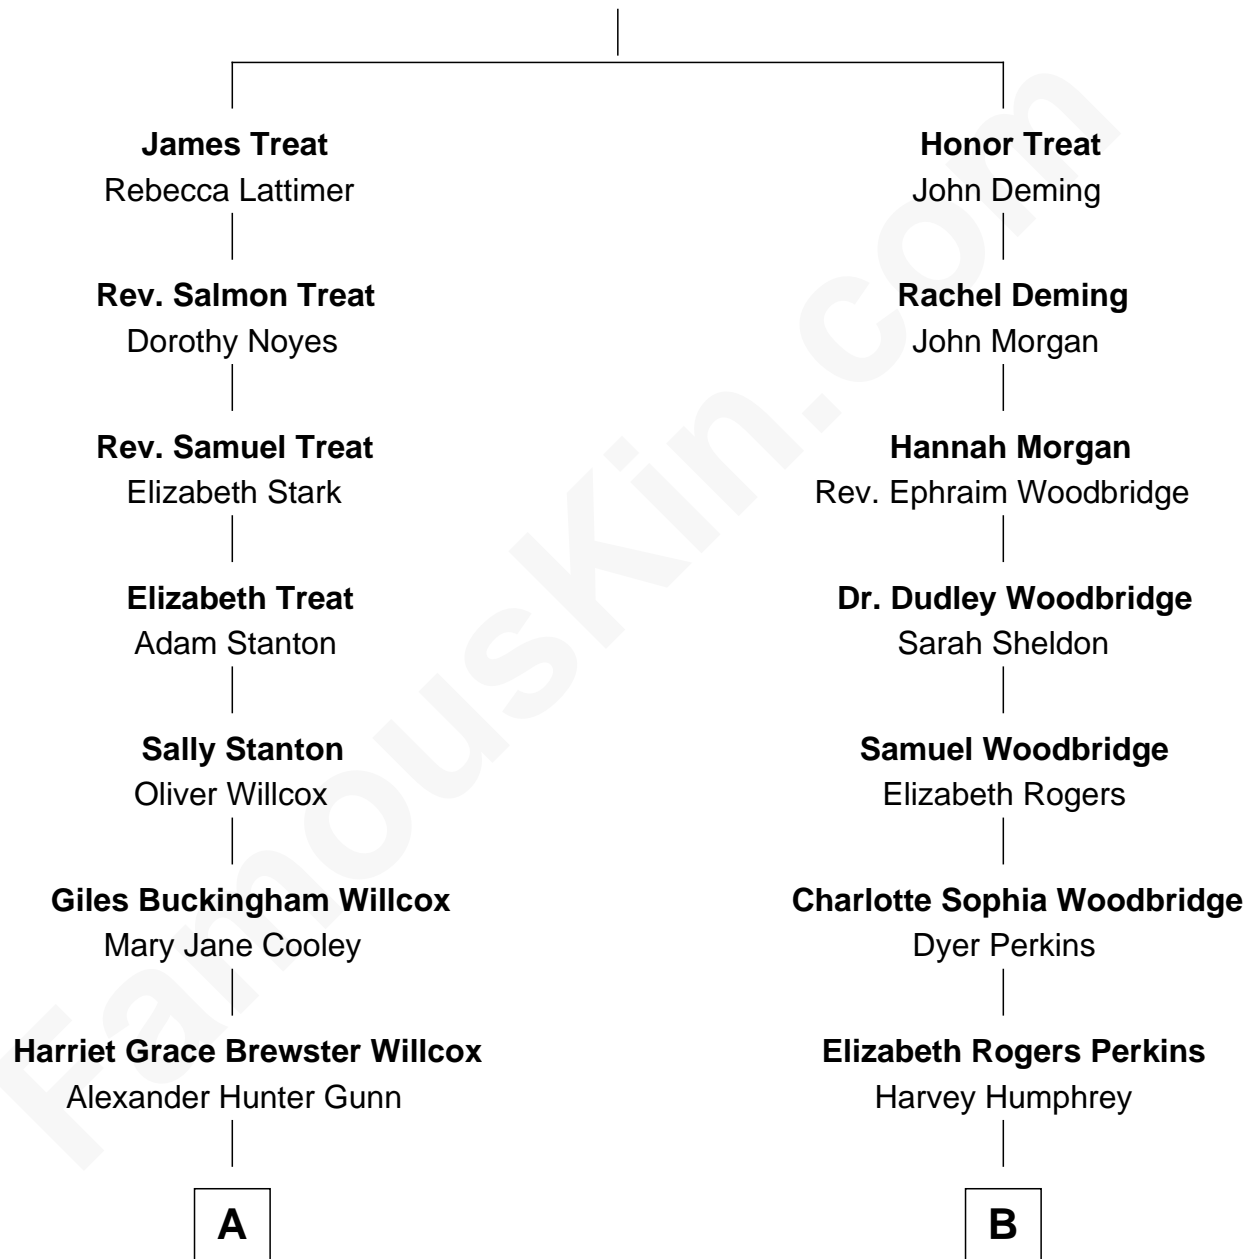 James Treat
Rebecca Lattimer
Honor Treat
John Deming
Rev. Salmon Treat
Dorothy Noyes
Rachel Deming
John Morgan
Rev. Samuel Treat
Elizabeth Stark
Hannah Morgan
Rev. Ephraim Woodbridge
Elizabeth Treat
Adam Stanton
Dr. Dudley Woodbridge
Sarah Sheldon
Sally Stanton
Oliver Willcox
Samuel Woodbridge
Elizabeth Rogers
Giles Buckingham Willcox
Mary Jane Cooley
Charlotte Sophia Woodbridge
Dyer Perkins
Harriet Grace Brewster Willcox
Alexander Hunter Gunn
Elizabeth Rogers Perkins
Harvey Humphrey
A
B
FamousKin.com